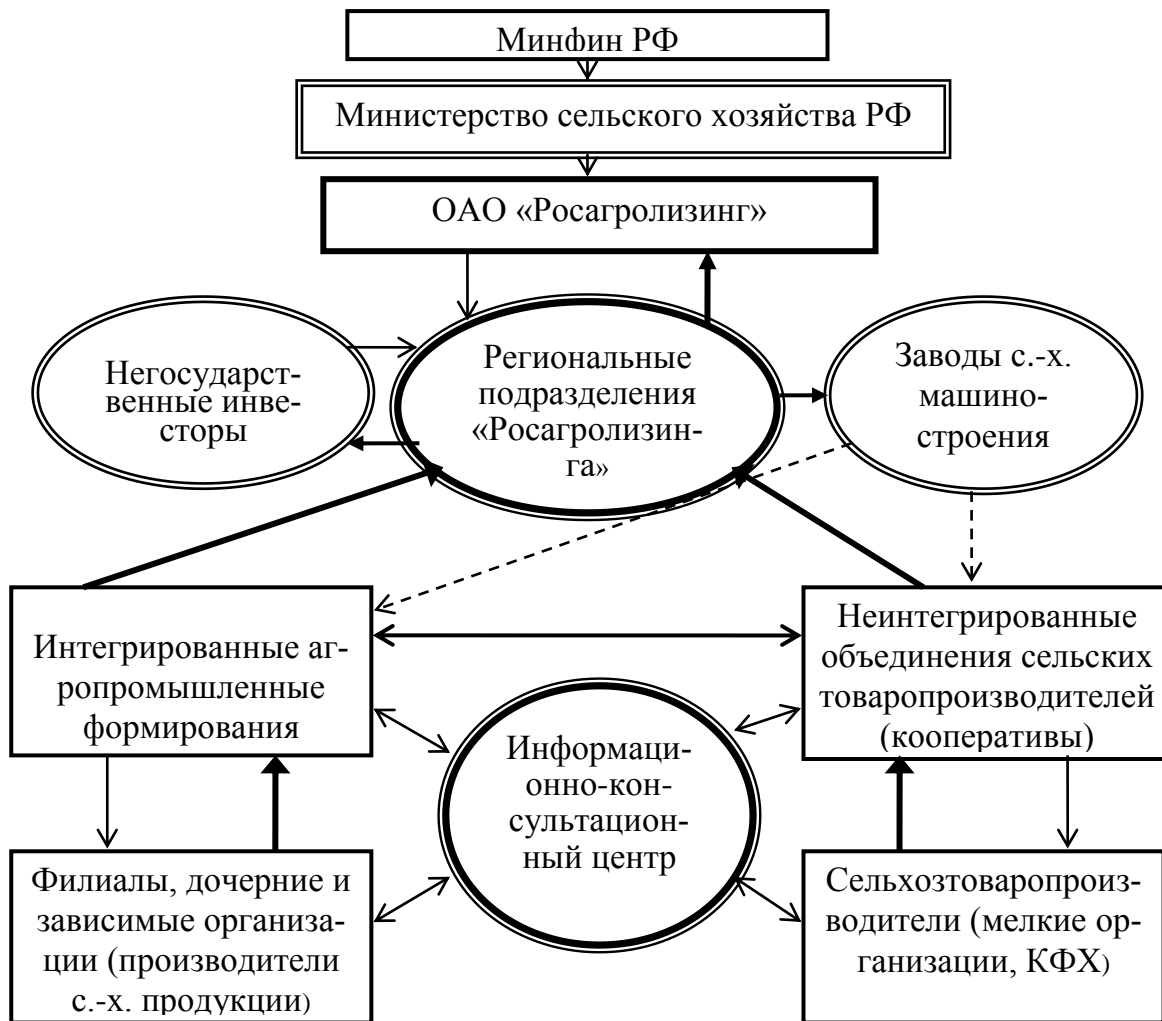 Минфин РФ
Министерство сельского хозяйства РФ
ОАО «Росагролизинг»
Негосударст-
венные инве-
сторы
Региональные
подразделения
«Росагролизин-
га»
Заводы с.-х.
машино-
строения
Интегрированные аг-
ропромышленные
формирования
Неинтегрированные
объединения сельских
товаропроизводителей
(кооперативы)
Информаци-
онно-кон-
сультацион-
ный центр
Филиалы, дочерние и
зависимые организа-
ции (производители
с.-х. продукции)
Сельхозтоваропроиз-
водители (мелкие ор-
ганизации, КФХ)